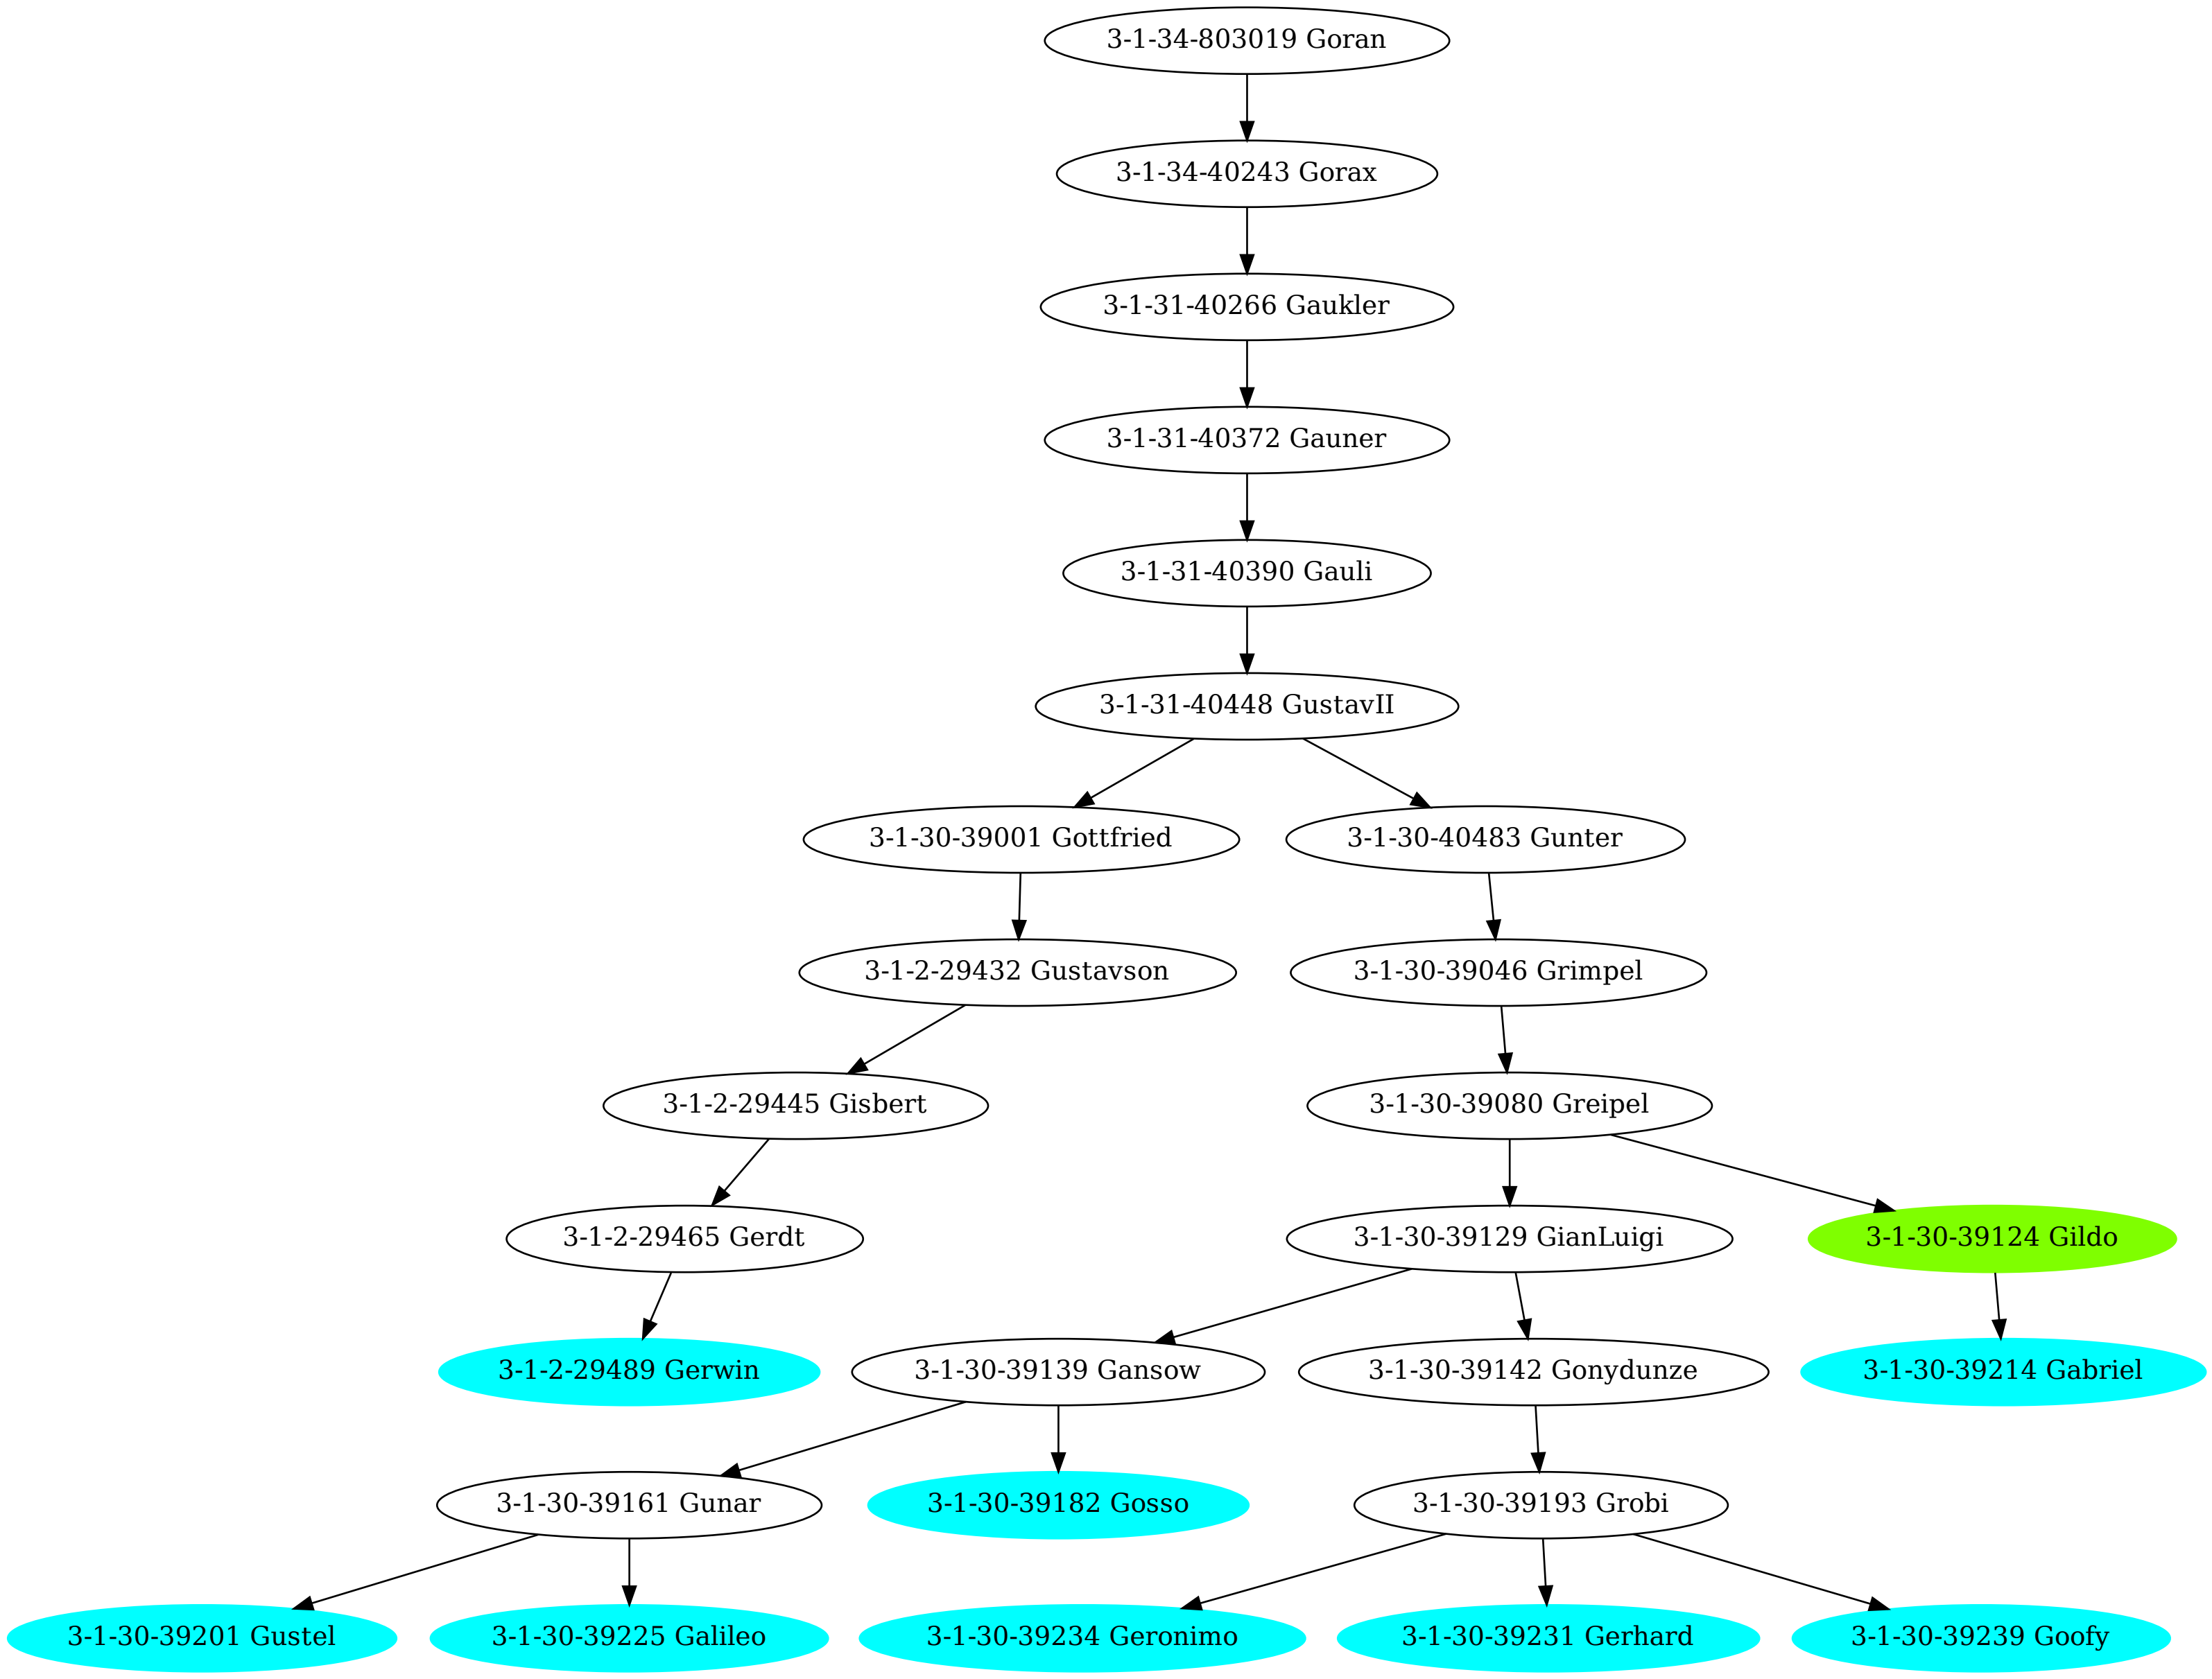 3-1-34-803019 Goran
3-1-34-40243 Gorax
3-1-31-40266 Gaukler
3-1-31-40372 Gauner
3-1-31-40390 Gauli
3-1-31-40448 GustavII
3-1-30-39001 Gottfried
3-1-30-40483 Gunter
3-1-2-29432 Gustavson
3-1-30-39046 Grimpel
3-1-2-29445 Gisbert
3-1-30-39080 Greipel
3-1-2-29465 Gerdt
3-1-30-39129 GianLuigi
3-1-30-39124 Gildo
3-1-2-29489 Gerwin
3-1-30-39139 Gansow
3-1-30-39142 Gonydunze
3-1-30-39214 Gabriel
3-1-30-39161 Gunar
3-1-30-39182 Gosso
3-1-30-39193 Grobi
3-1-30-39201 Gustel
3-1-30-39225 Galileo
3-1-30-39234 Geronimo
3-1-30-39231 Gerhard
3-1-30-39239 Goofy